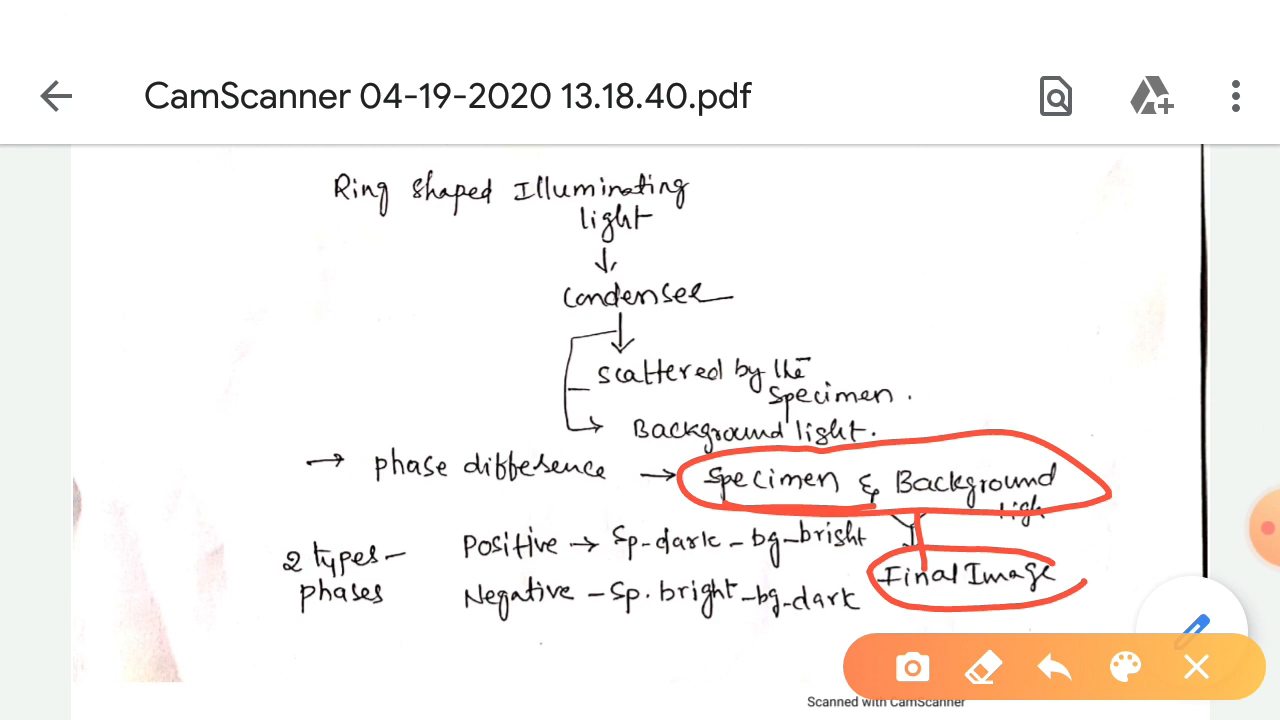 CamScanner 04-19-2020 13.18.40.pdf
Ring shaped Illuminating
light
Condenser
scattered by the
specimen.
Background light.
→ phase difference → specimen & Background
ligh
2 types- Positive → Sp-dark-bg-bright
phases Negative - Sp. bright-bg-dark
Final Image
Scanned with CamScanner